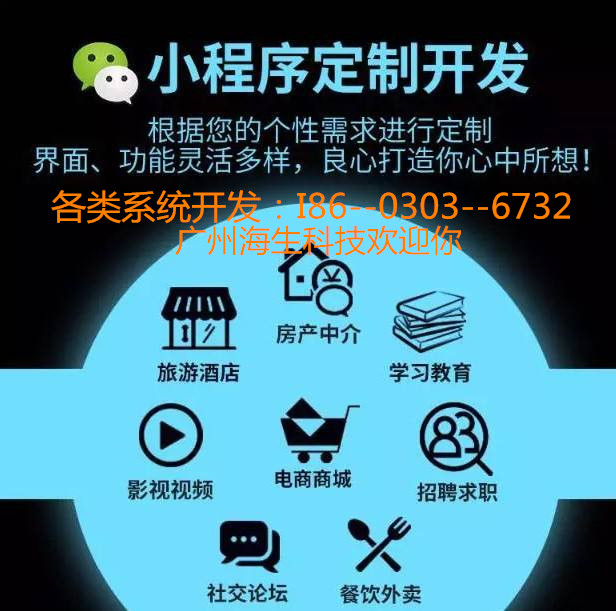 小程序定制开发
根据您的个性需求进行定制
界面、功能灵活多样，良心打造你心中所想！
各类系统开发：I86--0303--6732
广州海生科技欢迎你
房产中介
旅游酒店
学习教育
影视视频
电商商城
招聘求职
社交论坛
餐饮外卖